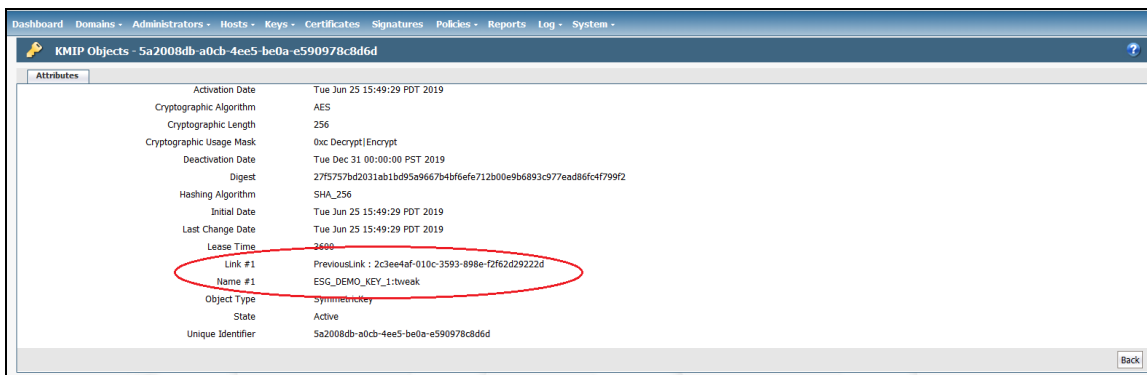 Dashboard Domains Administrators Hosts Keys Certificates Signatures Policies Reports Log System
KMIP Objects - 5a2008db-a0cb-4ee5-be0a-e590978c8d6d ?
Attributes
Activation Date Tue Jun 25 15:49:29 PDT 2019
Cryptographic Algorithm AES
Cryptographic Length 256
Cryptographic Usage Mask 0xc Decrypt|Encrypt
Deactivation Date Tue Dec 31 00:00:00 PST 2019
Digest 27f5757bd2031ab1bd95a9667b4bf6efe712b00e9b6893c977ead86fc4f799f2
Hashing Algorithm SHA_256
Initial Date Tue Jun 25 15:49:29 PDT 2019
Last Change Date Tue Jun 25 15:49:29 PDT 2019
Lease Time 3600
Link #1 PreviousLink : 2c3ee4af-010c-3593-898e-f2f62d29222d
Name #1 ESG_DEMO_KEY_1:tweak
Object Type SymmetricKey
State Active
Unique Identifier 5a2008db-a0cb-4ee5-be0a-e590978c8d6d
Back